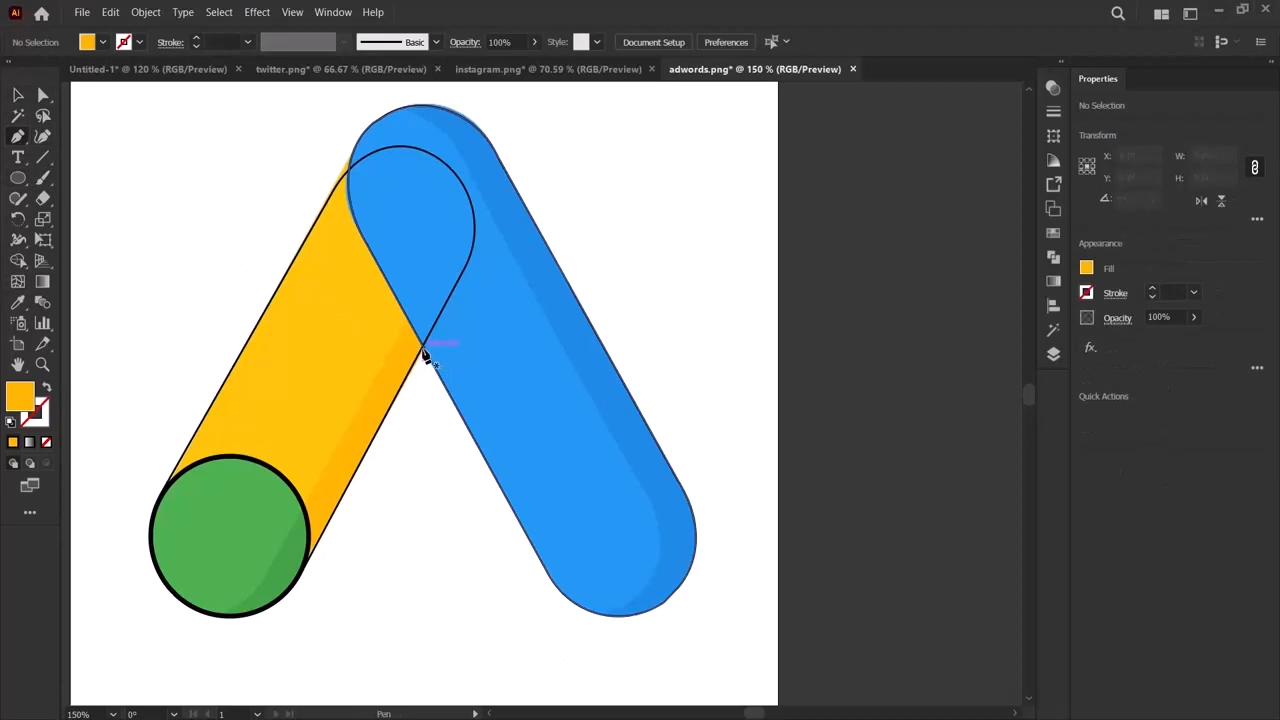 Ai File Edit Object Type Select Effect View Window Help
No Selection Stroke: Basic Opacity: 100% Style: Document Setup Preferences
Untitled-1* @ 120 % (RGB/Preview) × twitter.png* @ 66.67 % (RGB/Preview) × instagram.png* @ 70.59 % (RGB/Preview) × adwords.png* @ 150 % (RGB/Preview) ×
Properties
No Selection
Transform
X: W:
Y: H:
Appearance
Fill
Stroke
Opacity 100%
fx.
Quick Actions
150% 0° 1 Pen